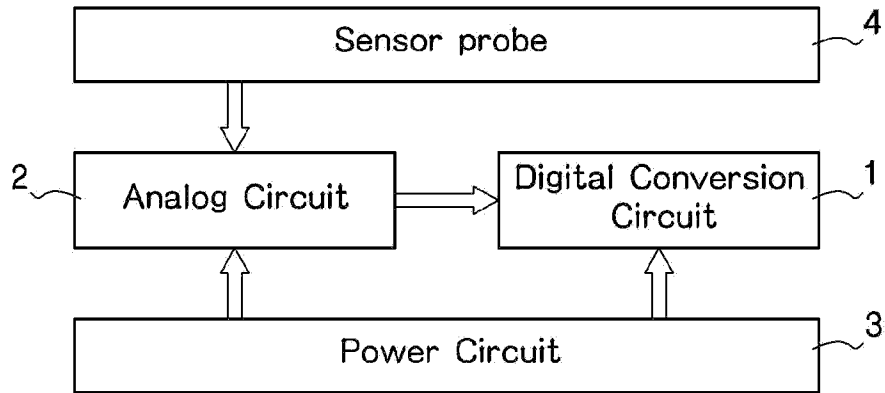 Sensor probe
4
2
Analog Circuit
Digital Conversion
Circuit
1
Power Circuit
3